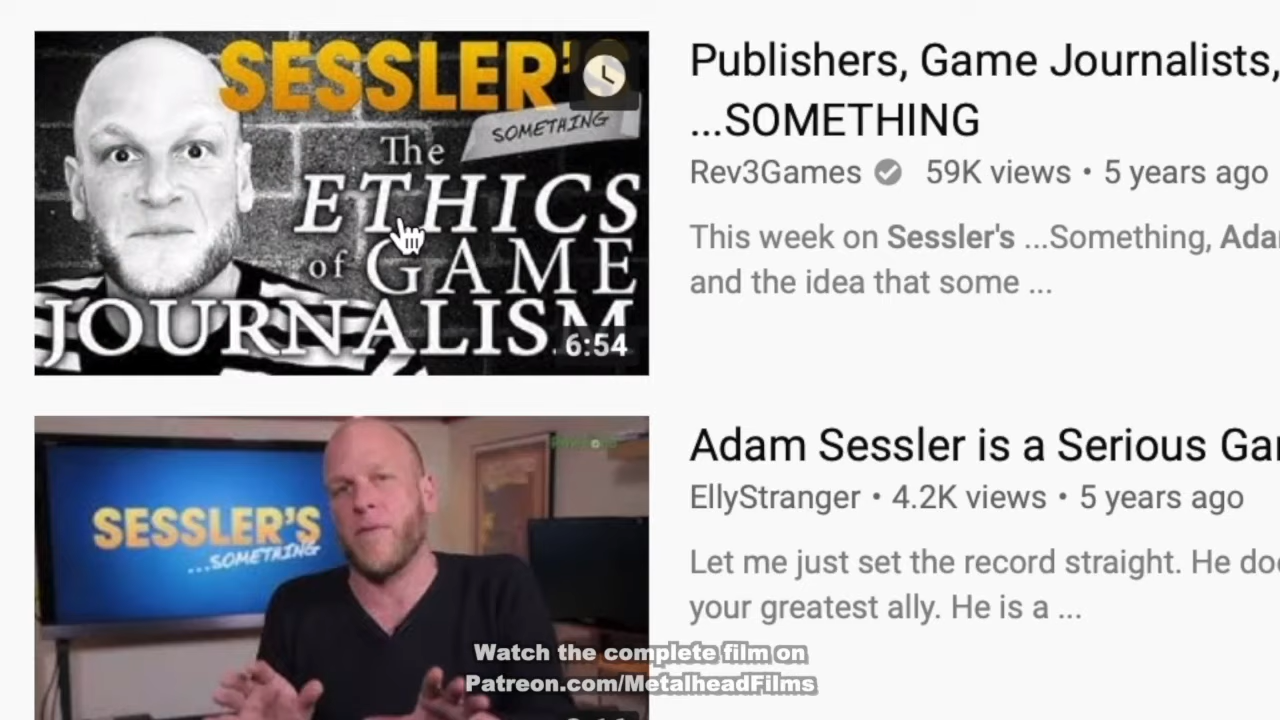 SESSLER'S
SOMETHING
The
ETHICS
of GAME
JOURNALISM
6:54
Publishers, Game Journalists,
...SOMETHING
Rev3Games 59K views • 5 years ago
This week on Sessler's ...Something,
and the idea that some ...
SESSLER'S
...SOMETHING
Adam Sessler is a Serious
EllyStranger • 4.2K views • 5 years ago
Let me just set the record straight. He
your greatest ally. He is a ...
Watch the complete film on
Patreon.com/MetalheadFilms